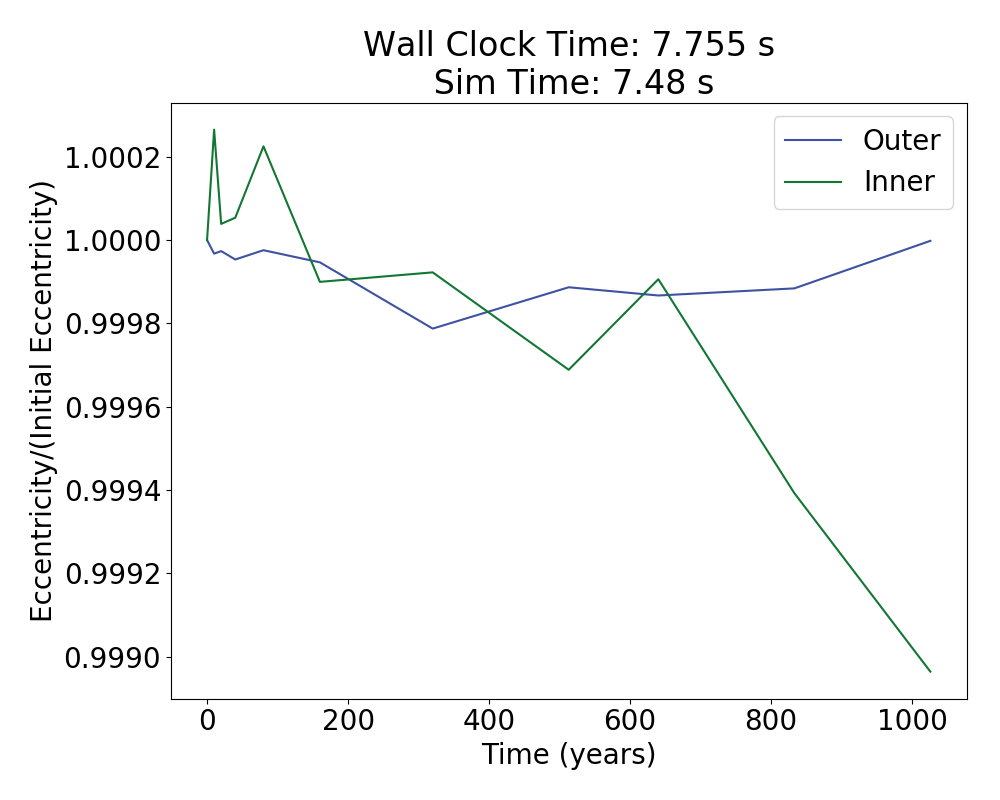 Wall Clock Time: 7.755 s
Sim Time: 7.48 s
Outer
Inner
Eccentricity/(Initial Eccentricity)
1.0002
1.0000
0.9998
0.9996
0.9994
0.9992
0.9990
0 200 400 600 800 1000
Time (years)